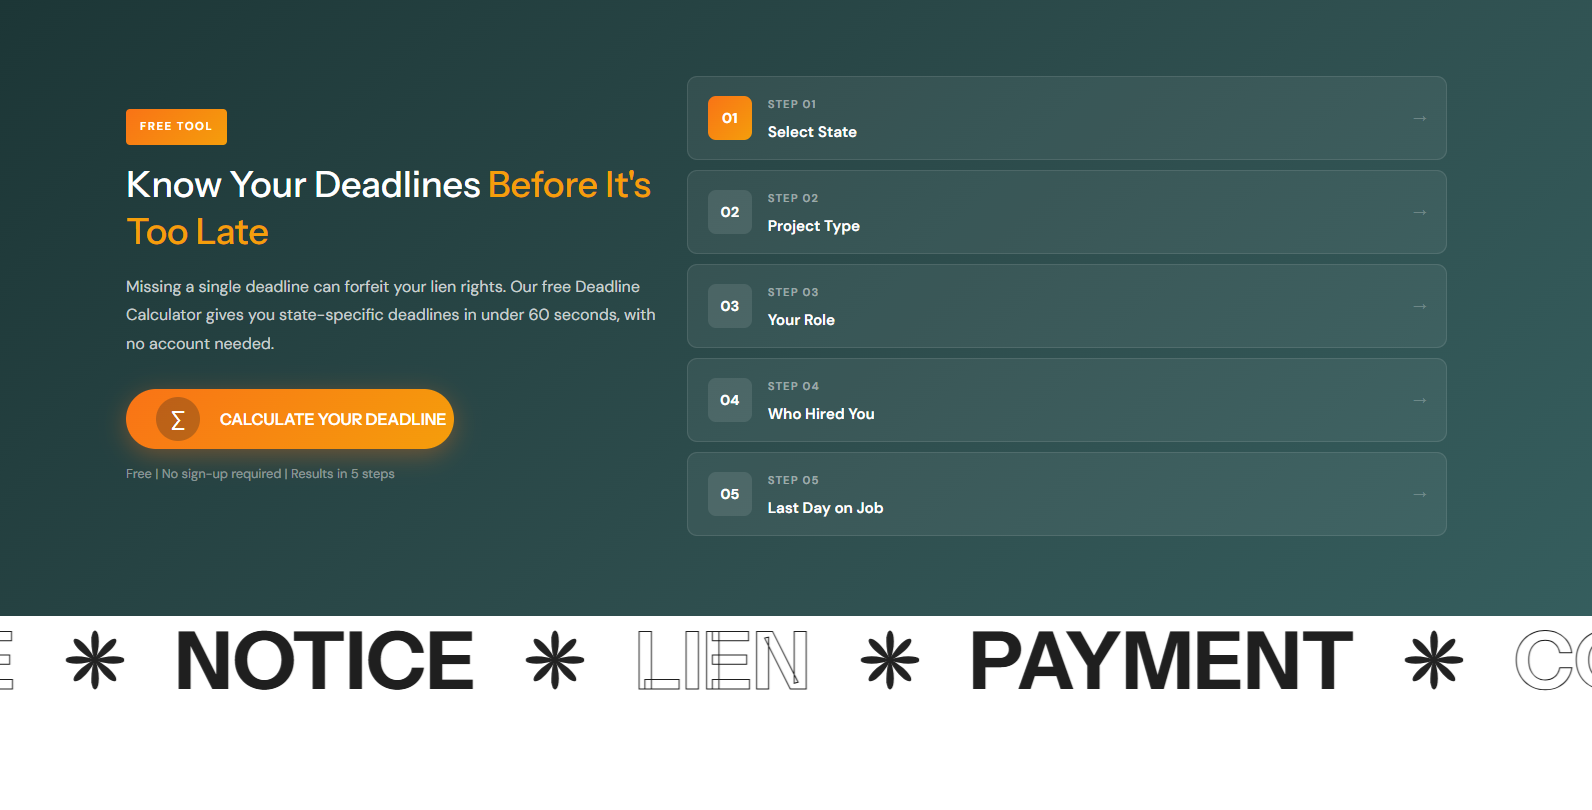 FREE TOOL
Know Your Deadlines Before It's
Too Late
Missing a single deadline can forfeit your lien rights. Our free Deadline
Calculator gives you state-specific deadlines in under 60 seconds, with
no account needed.
∑ CALCULATE YOUR DEADLINE
Free | No sign-up required | Results in 5 steps
01
STEP 01
Select State
→
02
STEP 02
Project Type
→
03
STEP 03
Your Role
→
04
STEP 04
Who Hired You
→
05
STEP 05
Last Day on Job
→
NOTICE LIEN PAYMENT